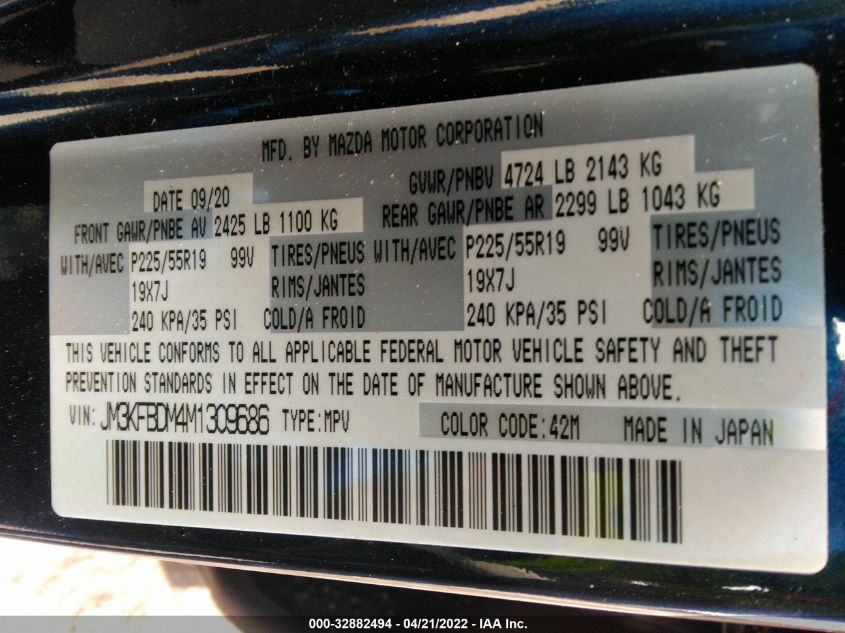 MFD. BY MAZDA MOTOR CORPORATION
DATE 09/20 GVWR/PNBV 4724 LB 2143 KG
FRONT GAWR/PNBE AV 2425 LB 1100 KG REAR GAWR/PNBE AR 2299 LB 1043 KG
WITH/AVEC P225/55R19 99V TIRES/PNEUS WITH/AVEC P225/55R19 99V TIRES/PNEUS
19X7J RIMS/JANTES 19X7J RIMS/JANTES
240 KPA/35 PSI COLD/A FROID 240 KPA/35 PSI COLD/A FROID
THIS VEHICLE CONFORMS TO ALL APPLICABLE FEDERAL MOTOR VEHICLE SAFETY AND THEFT
PREVENTION STANDARDS IN EFFECT ON THE DATE OF MANUFACTURE SHOWN ABOVE.
VIN: JM3KFBDM4M1309686 TYPE:MPV COLOR CODE:42M MADE IN JAPAN
000-32882494 - 04/21/2022 - IAA Inc.